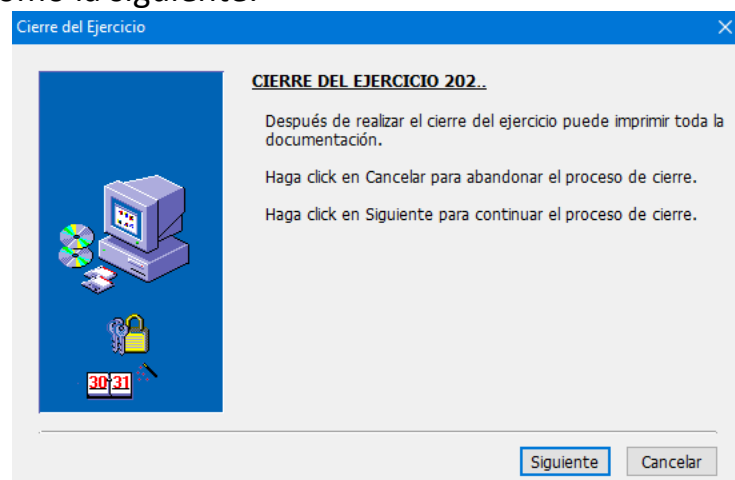 Cierre del Ejercicio
CIERRE DEL EJERCICIO 202..
Después de realizar el cierre del ejercicio puede imprimir toda la
documentación.
Haga click en Cancelar para abandonar el proceso de cierre.
Haga click en Siguiente para continuar el proceso de cierre.
30 31
Siguiente Cancelar